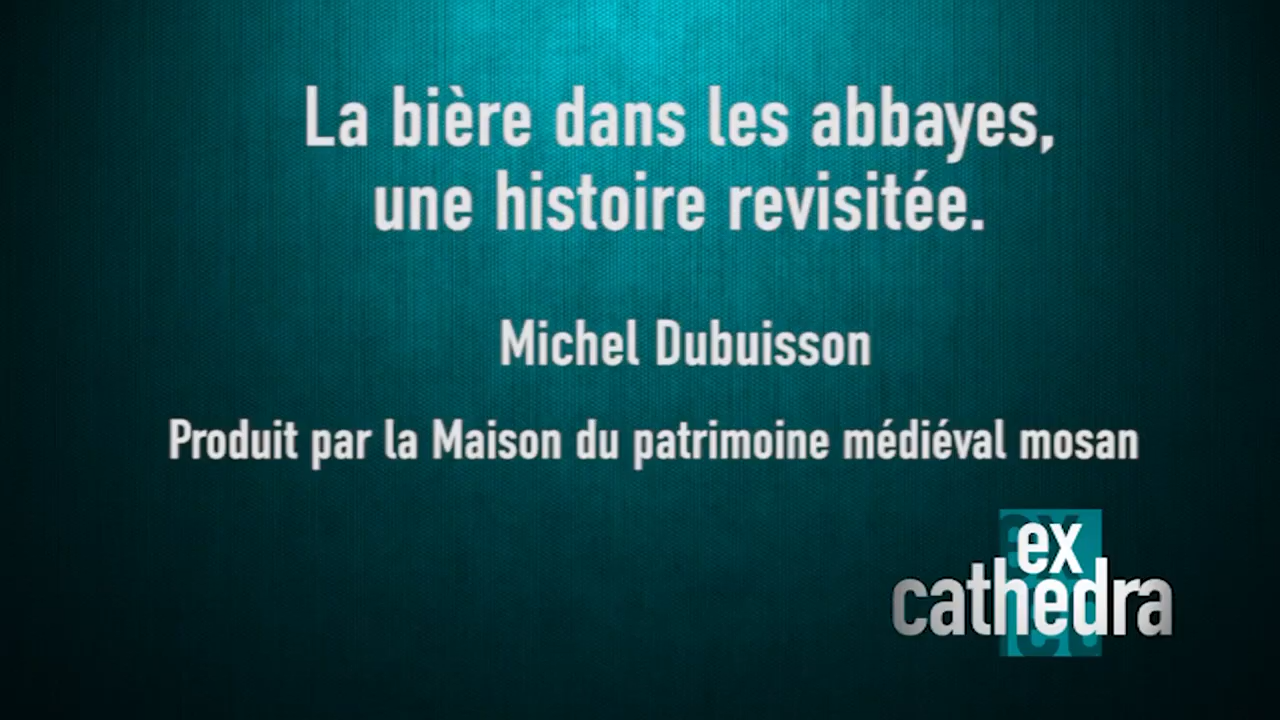 La bière dans les abbayes,
une histoire revisitée.
Michel Dubuisson
Produit par la Maison du patrimoine médiéval mosan
ex
cathedra